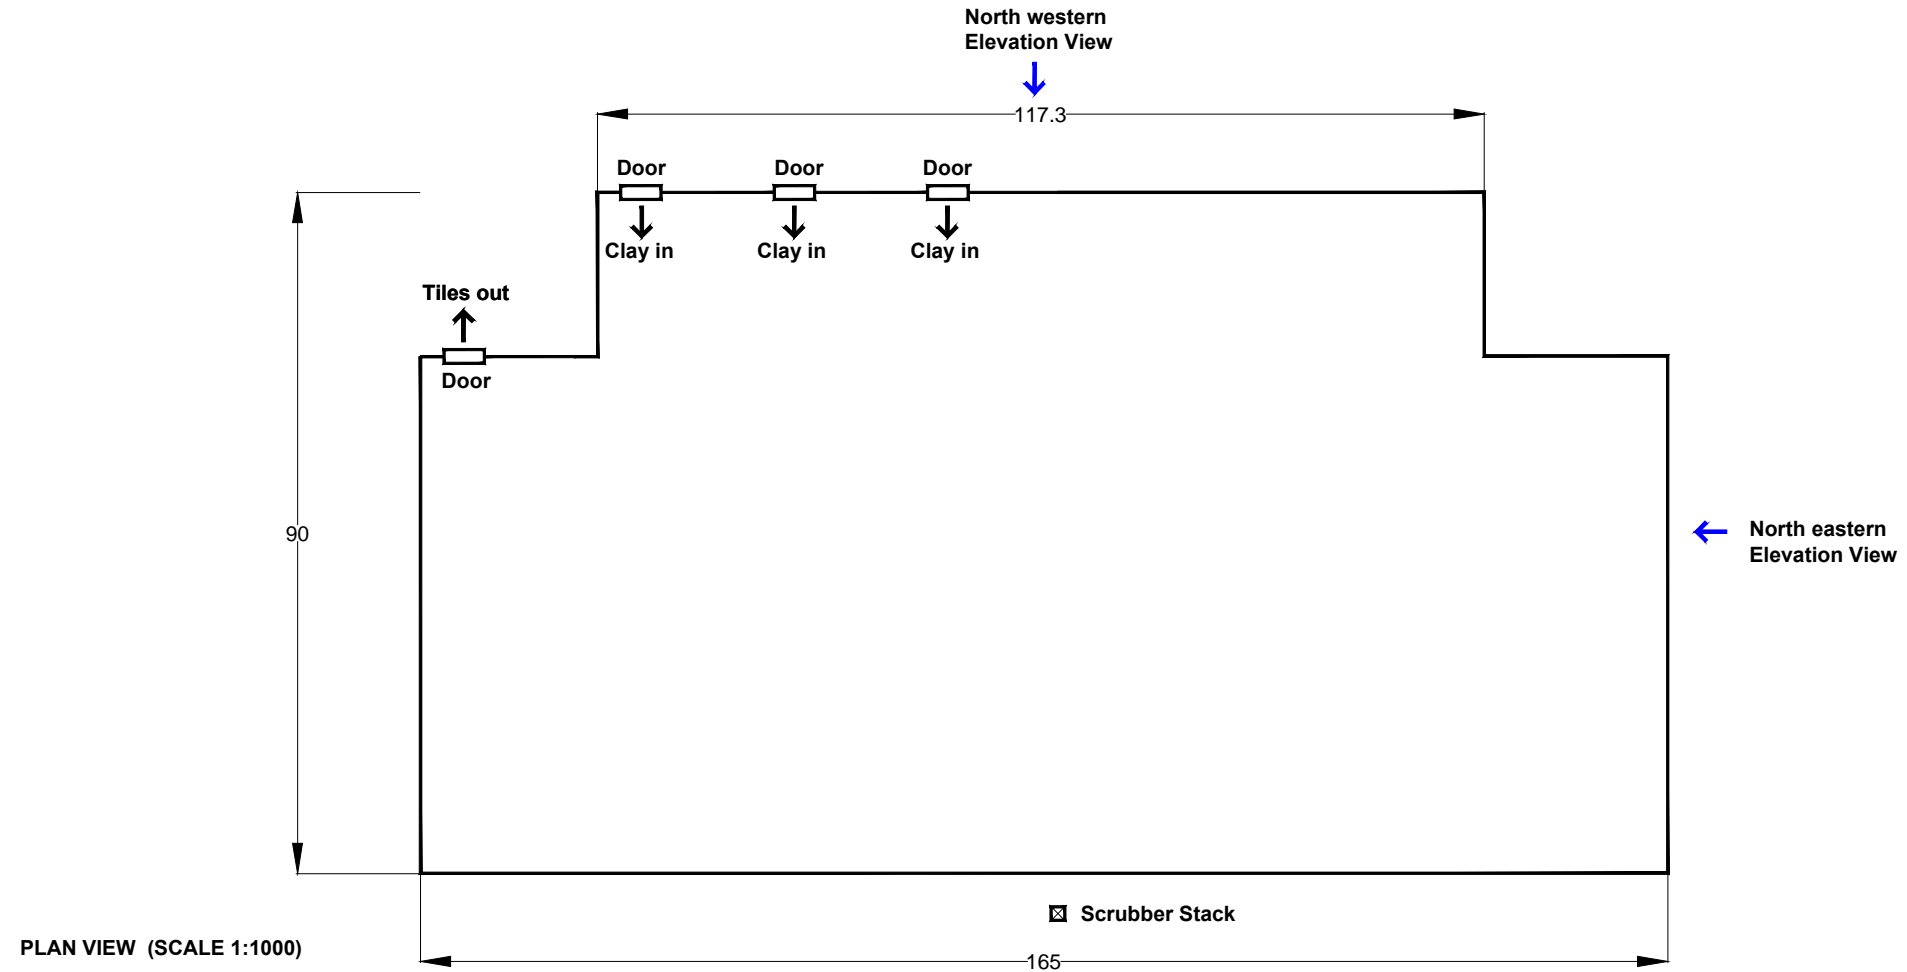 North western
Elevation View
117.3
Door
Door
Door
Clay in
Clay in
Clay in
Tiles out
Door
90
North eastern
Elevation View
Scrubber Stack
PLAN VIEW (SCALE 1:1000)
165